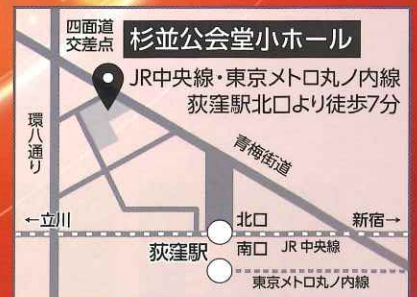 四面道
交差点
杉並公会堂小ホール
JR中央線・東京メトロ丸ノ内線
荻窪駅北口より徒歩7分
環八通り
青梅街道
←立川
北口
新宿→
荻窪駅
南口
JR 中央線
東京メトロ丸ノ内線